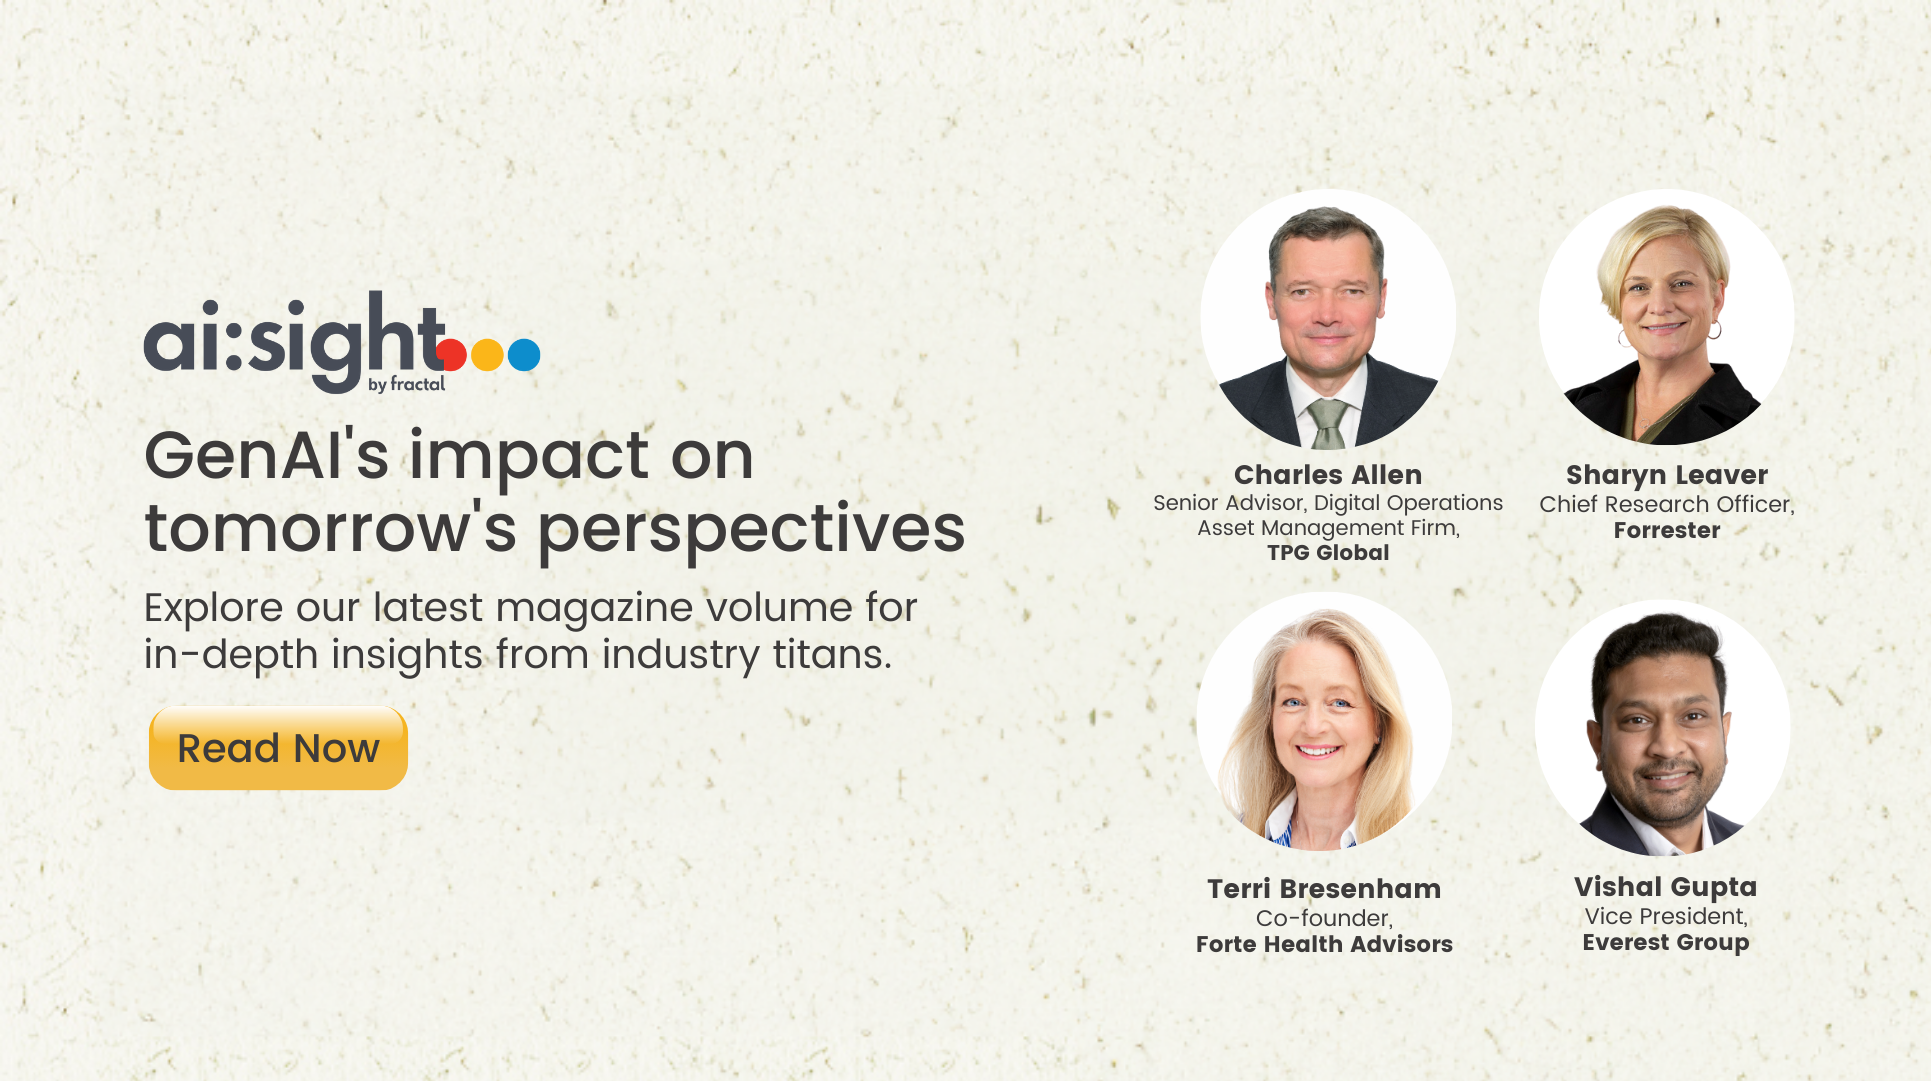 ai:sight
by fractal
GenAI's impact on
tomorrow's perspectives
Explore our latest magazine volume for
in-depth insights from industry titans.
Read Now
Charles Allen
Senior Advisor, Digital Operations
Asset Management Firm,
TPG Global
Sharyn Leaver
Chief Research Officer,
Forrester
Terri Bresenham
Co-founder,
Forte Health Advisors
Vishal Gupta
Vice President,
Everest Group